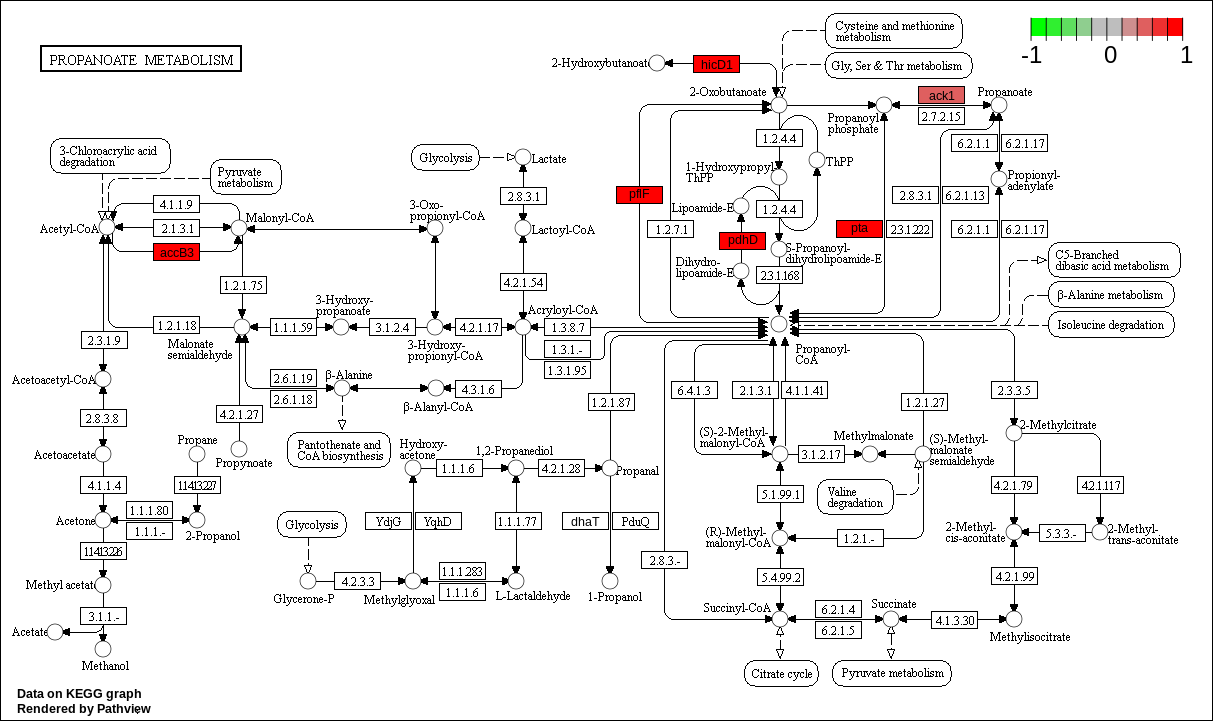 PROPANOATE METABOLISM
-1 0 1
Cysteine and methionine
metabolism
Gly, Ser & Thr metabolism
2-Hydroxybutanoat
hicD1
2-Oxobutanoate
Propanoyl
phosphate
ack1
2.7.2.15
Propanoate
1.2.4.4
ThPP
1-Hydroxypropyl-
ThPP
6.2.1.1
6.2.1.17
Propionyl-
adenylate
2.8.3.1
6.2.1.13
Lipoamide-E
1.2.4.4
1.2.7.1
pdhD
pta
2.3.1.222
6.2.1.1
6.2.1.17
S-Propanoyl-
dihydrolipoamide-E
Dihydro-
lipoamide-E
2.3.1.168
C5-Branched
dibasic acid metabolism
β-Alanine metabolism
Isoleucine degradation
Propanoyl-
CoA
3-Chloroacrylic acid
degradation
Pyruvate
metabolism
Glycolysis
Lactate
4.1.1.9
2.1.3.1
accB3
Acetyl-CoA
Malonyl-CoA
3-Oxo-
propionyl-CoA
2.8.3.1
Lactoyl-CoA
1.2.1.75
4.2.1.54
3-Hydroxy-
propanoate
Acryloyl-CoA
1.2.1.18
1.1.1.59
3.1.2.4
4.2.1.17
1.3.8.7
Malonate
semialdehyde
3-Hydroxy-
propionyl-CoA
1.3.1.-
1.3.1.95
2.3.1.9
Acetoacetyl-CoA
2.6.1.19
2.6.1.18
β-Alanine
β-Alanyl-CoA
4.3.1.6
2.8.3.8
4.2.1.27
Pantothenate and
CoA biosynthesis
1.2.1.87
6.4.1.3
2.1.3.1
4.1.1.41
1.2.1.27
2.3.3.5
Acetoacetate
Propane
Propynoate
Hydroxy-
acetone
1,2-Propanediol
Propanal
1.1.1.6
4.2.1.28
(S)-2-Methyl-
malonyl-CoA
Methylmalonate
3.1.2.17
(S)-Methyl-
malonate
semialdehyde
2-Methylcitrate
4.1.1.4
1.14.13.227
Valine
degradation
5.1.99.1
4.2.1.79
4.2.1.117
Acetone
1.1.1.80
1.1.1.-
2-Propanol
Glycolysis
YdjG
YqhD
1.1.1.77
dhaT
PduQ
(R)-Methyl-
malonyl-CoA
1.2.1.-
2-Methyl-
cis-aconitate
5.3.3.-
2-Methyl-
trans-aconitate
1.14.13.226
2.8.3.-
Methyl acetat
Glycerone-P
4.2.3.3
Methylglyoxal
1.1.1.283
1.1.1.6
L-Lactaldehyde
1-Propanol
5.4.99.2
4.2.1.99
3.1.1.-
Acetate
Methanol
Succinyl-CoA
6.2.1.4
6.2.1.5
Succinate
4.1.3.30
Methylisocitrate
Citrate cycle
Pyruvate metabolism
Data on KEGG graph
Rendered by Pathview